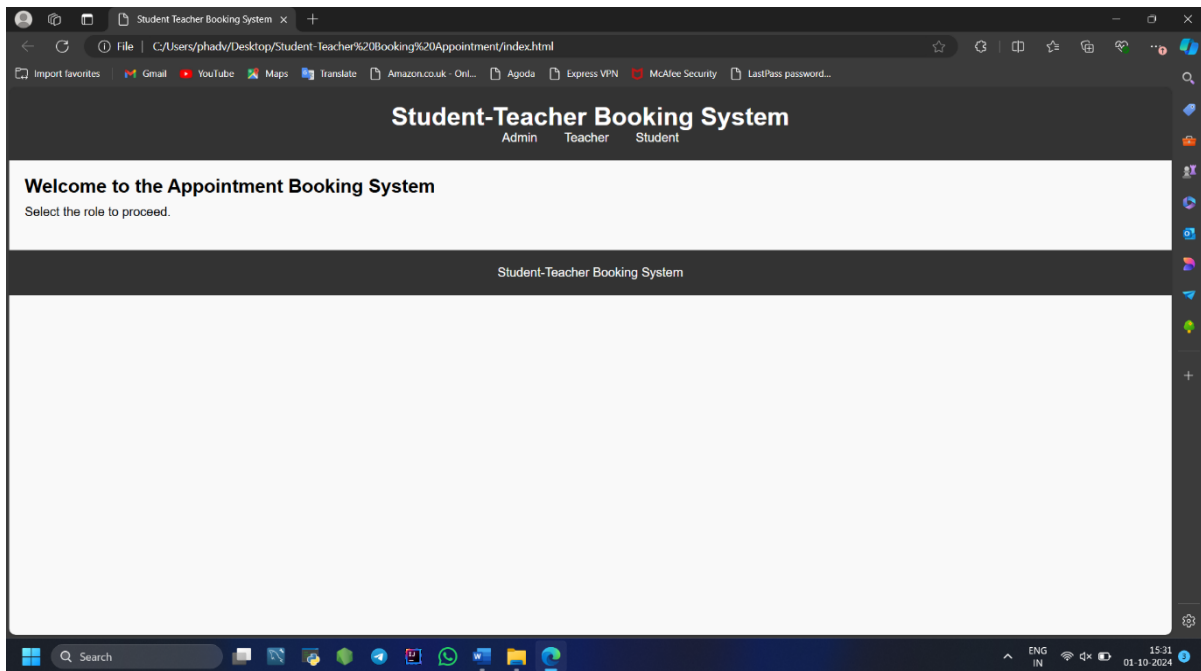 Student Teacher Booking System
File | C:/Users/phadv/Desktop/Student-Teacher%20Booking%20Appointment/index.html
Import favorites Gmail YouTube Maps Translate Amazon.co.uk - Onl... Agoda Express VPN McAfee Security LastPass password...
Student-Teacher Booking System
Admin Teacher Student
Welcome to the Appointment Booking System
Select the role to proceed.
Student-Teacher Booking System
Search
ENG
IN
15:31
01-10-2024
3